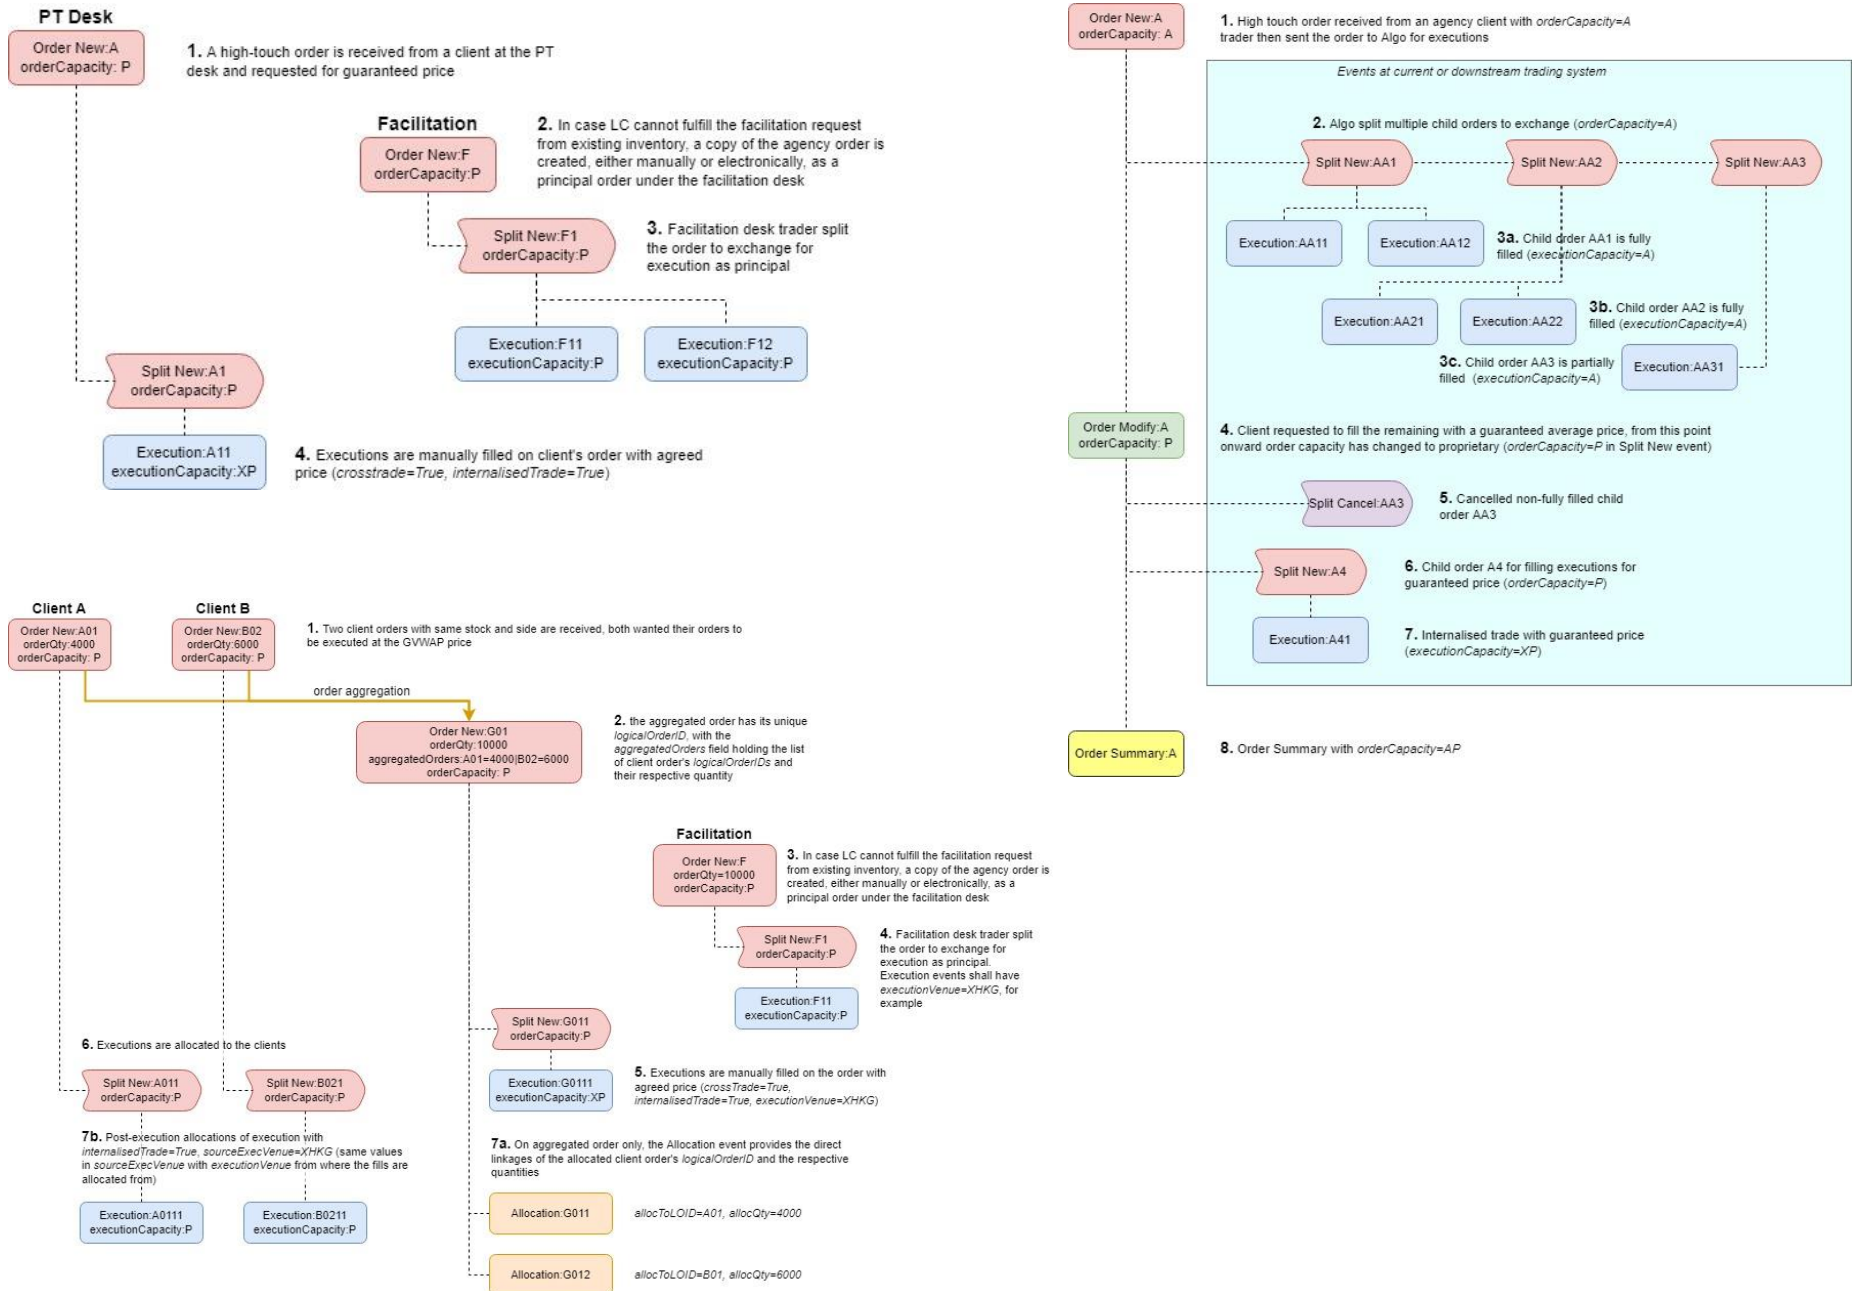 PT Desk
Order New:A
orderCapacity: P
1. A high-touch order is received from a client at the PT
desk and requested for guaranteed price
Facilitation
Order New:F
orderCapacity:P
2. In case LC cannot fulfill the facilitation request
from existing inventory, a copy of the agency order is
created, either manually or electronically, as a
principal order under the facilitation desk
Split New:F1
orderCapacity:P
3. Facilitation desk trader split
the order to exchange for
execution as principal
Execution:F11
executionCapacity:P
Execution:F12
executionCapacity:P
Split New:A1
orderCapacity:P
Execution:A11
executionCapacity:XP
4. Executions are manually filled on client's order with agreed
price (crosstrade=True, internalisedTrade=True)
Order New:A
orderCapacity: A
1. High touch order received from an agency client with orderCapacity=A
trader then sent the order to Algo for executions
Events at current or downstream trading system
2. Algo split multiple child orders to exchange (orderCapacity=A)
Split New:AA1
Split New:AA2
Split New:AA3
Execution:AA11
Execution:AA12
3a. Child order AA1 is fully
filled (executionCapacity=A)
Execution:AA21
Execution:AA22
3b. Child order AA2 is fully
filled (executionCapacity=A)
3c. Child order AA3 is partially
filled (executionCapacity=A)
Execution:AA31
Order Modify:A
orderCapacity: P
4. Client requested to fill the remaining with a guaranteed average price, from this point
onward order capacity has changed to proprietary (orderCapacity=P in Split New event)
Split Cancel:AA3
5. Cancelled non-fully filled child
order AA3
Split New:A4
6. Child order A4 for filling executions for
guaranteed price (orderCapacity=P)
Execution:A41
7. Internalised trade with guaranteed price
(executionCapacity=XP)
Order Summary:A
8. Order Summary with orderCapacity=AP
Client A
Client B
Order New:A01
orderQty:4000
orderCapacity: P
Order New:B02
orderQty:6000
orderCapacity: P
1. Two client orders with same stock and side are received, both wanted their orders to
be executed at the GVWAP price
order aggregation
Order New:G01
orderQty:10000
aggregatedOrders:A01=4000|B02=6000
orderCapacity: P
2. the aggregated order has its unique
logicalOrderID, with the
aggregatedOrders field holding the list
of client order's logicalOrderIDs and
their respective quantity
Facilitation
Order New:F
orderQty=10000
orderCapacity:P
3. In case LC cannot fulfill the facilitation request
from existing inventory, a copy of the agency order is
created, either manually or electronically, as a
principal order under the facilitation desk
Split New:F1
orderCapacity:P
4. Facilitation desk trader split
the order to exchange for
execution as principal.
Execution events shall have
executionVenue=XHKG, for
example
Execution:F11
executionCapacity:P
Split New:G011
orderCapacity:P
Execution:G0111
executionCapacity:XP
5. Executions are manually filled on the order with
agreed price (crossTrade=True,
internalisedTrade=True, executionVenue=XHKG)
6. Executions are allocated to the clients
Split New:A011
orderCapacity:P
Split New:B021
orderCapacity:P
7b. Post-execution allocations of execution with
internalisedTrade=True, sourceExecVenue=XHKG (same values
in sourceExecVenue with executionVenue from where the fills are
allocated from)
Execution:A0111
executionCapacity:P
Execution:B0211
executionCapacity:P
7a. On aggregated order only, the Allocation event provides the direct
linkages of the allocated client order's logicalOrderID and the respective
quantities
Allocation:G011
allocToLOID=A01, allocQty=4000
Allocation:G012
allocToLOID=B01, allocQty=6000